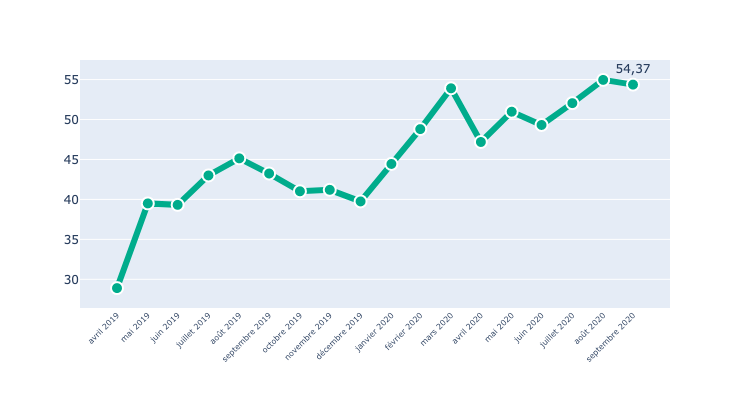 54,37
55
50
45
40
35
30
avril 2019
mai 2019
juin 2019
juillet 2019
août 2019
septembre 2019
octobre 2019
novembre 2019
décembre 2019
janvier 2020
février 2020
mars 2020
avril 2020
mai 2020
juin 2020
juillet 2020
août 2020
septembre 2020